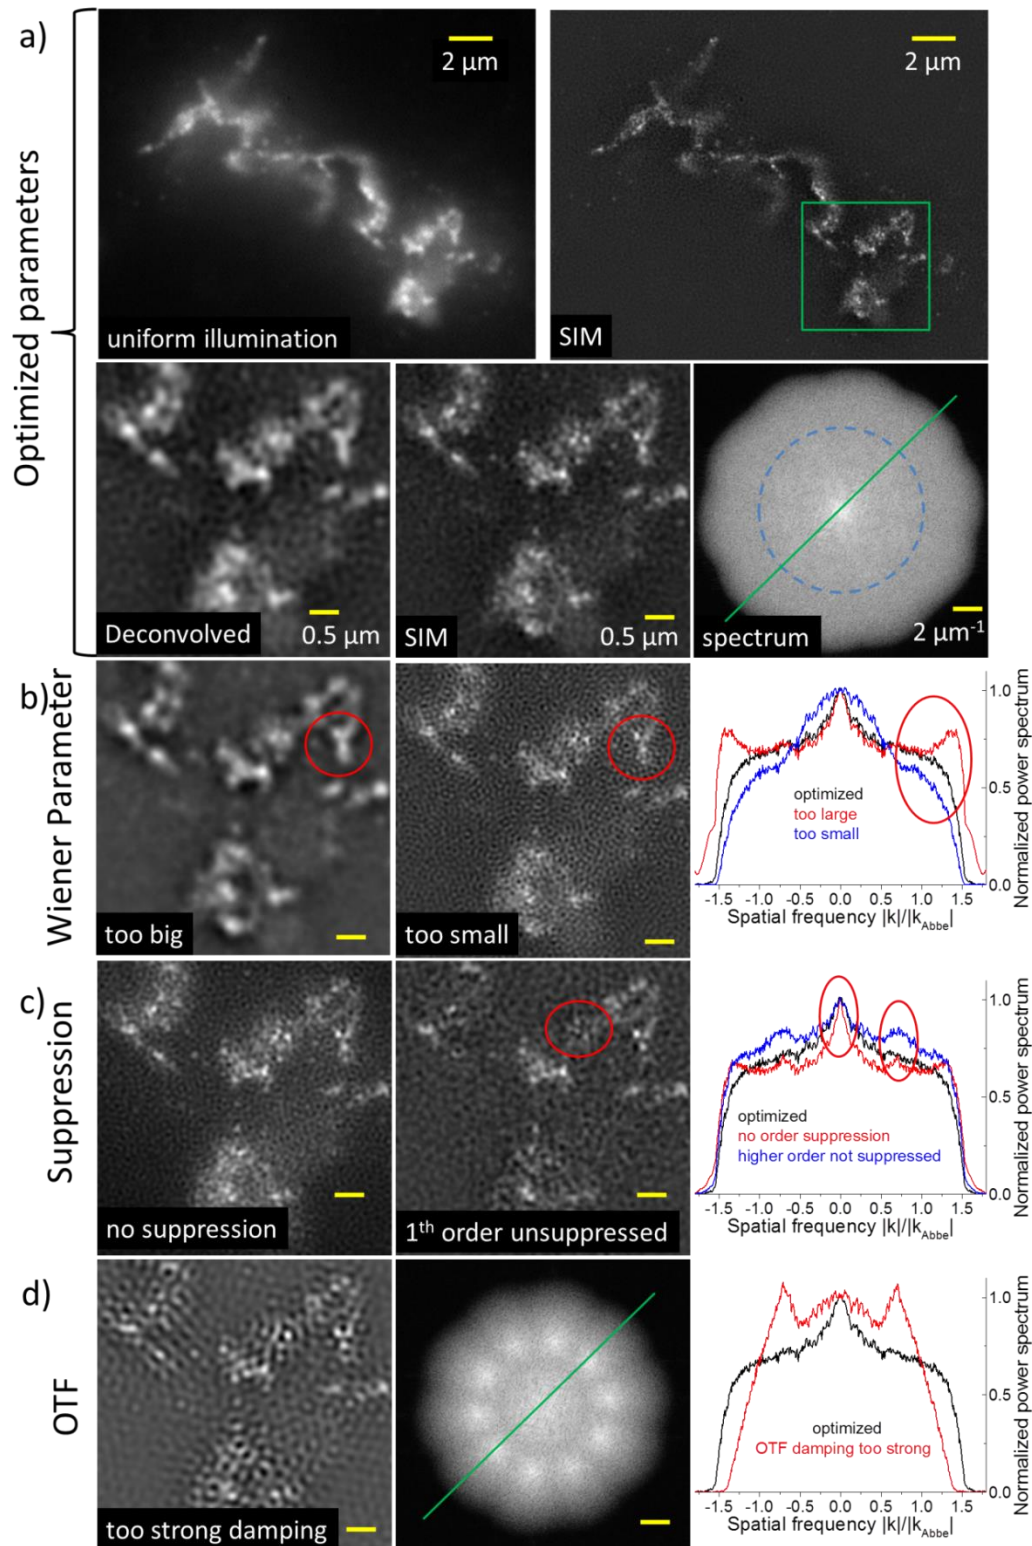 a)
Optimized parameters
2 μm
uniform illumination
2 μm
SIM
Deconvolved
0.5 μm
SIM
0.5 μm
spectrum
2 μm⁻¹
b)
Wiener Parameter
too big
too small
optimized
too large
too small
1.0
0.5
0.0
Normalized power spectrum
-1.5 -1.0 -0.5 0.0 0.5 1.0 1.5
Spatial frequency |k|/|k_Abbe|
c)
Suppression
no suppression
1th order unsuppressed
optimized
no order suppression
higher order not suppressed
1.0
0.5
0.0
Normalized power spectrum
-1.5 -1.0 -0.5 0.0 0.5 1.0 1.5
Spatial frequency |k|/|k_Abbe|
d)
OTF
too strong damping
optimized
OTF damping too strong
1.0
0.5
0.0
Normalized power spectrum
-1.5 -1.0 -0.5 0.0 0.5 1.0 1.5
Spatial frequency |k|/|k_Abbe|